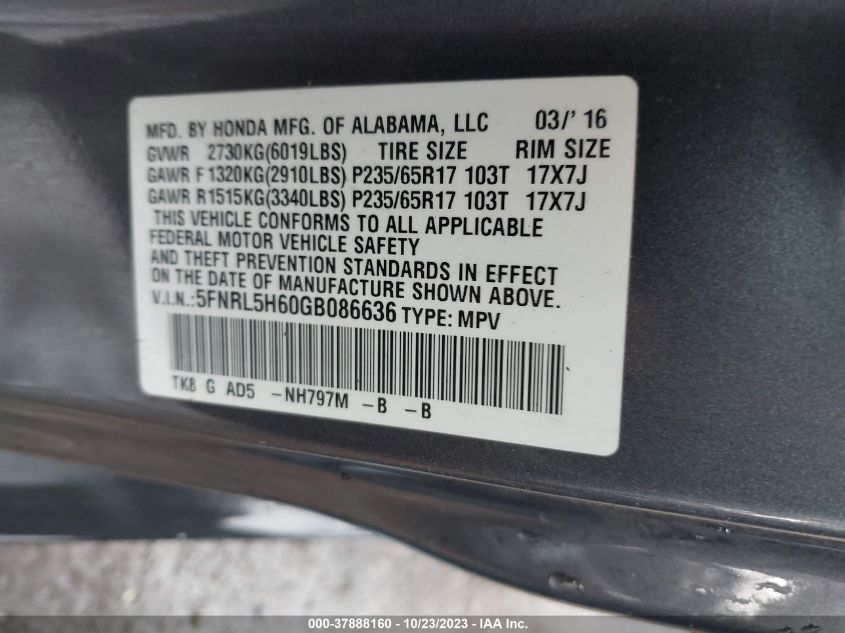 MFD. BY HONDA MFG. OF ALABAMA, LLC 03/' 16
GVWR 2730KG(6019LBS) TIRE SIZE RIM SIZE
GAWR F 1320KG(2910LBS) P235/65R17 103T 17X7J
GAWR R1515KG(3340LBS) P235/65R17 103T 17X7J
THIS VEHICLE CONFORMS TO ALL APPLICABLE
FEDERAL MOTOR VEHICLE SAFETY
AND THEFT PREVENTION STANDARDS IN EFFECT
ON THE DATE OF MANUFACTURE SHOWN ABOVE.
V.I.N.:5FNRL5H60GB086636 TYPE: MPV
TK8 G AD5 -NH797M -B -B
000-37888160 - 10/23/2023 - IAA Inc.